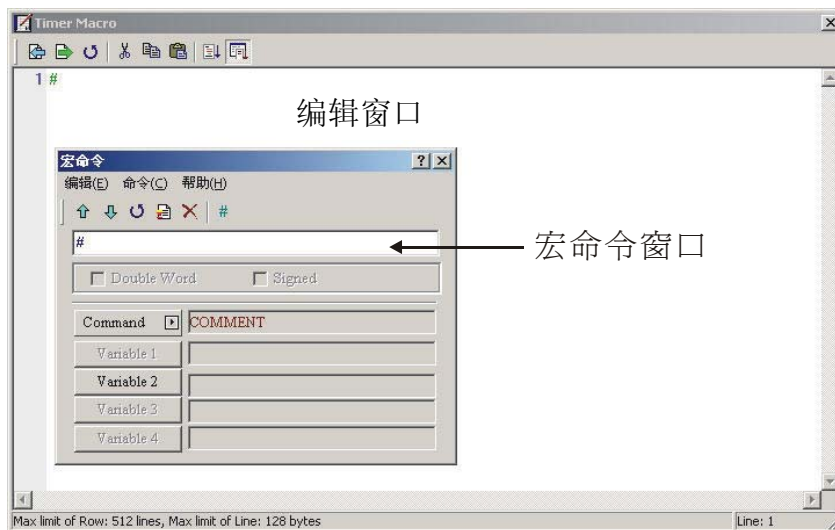 Timer Macro
1 #
编辑窗口
宏命令
编辑(E) 命令(C) 帮助(H)
#
#
宏命令窗口
Double Word Signed
Command COMMENT
Variable 1
Variable 2
Variable 3
Variable 4
Max limit of Row: 512 lines, Max limit of Line: 128 bytes Line: 1